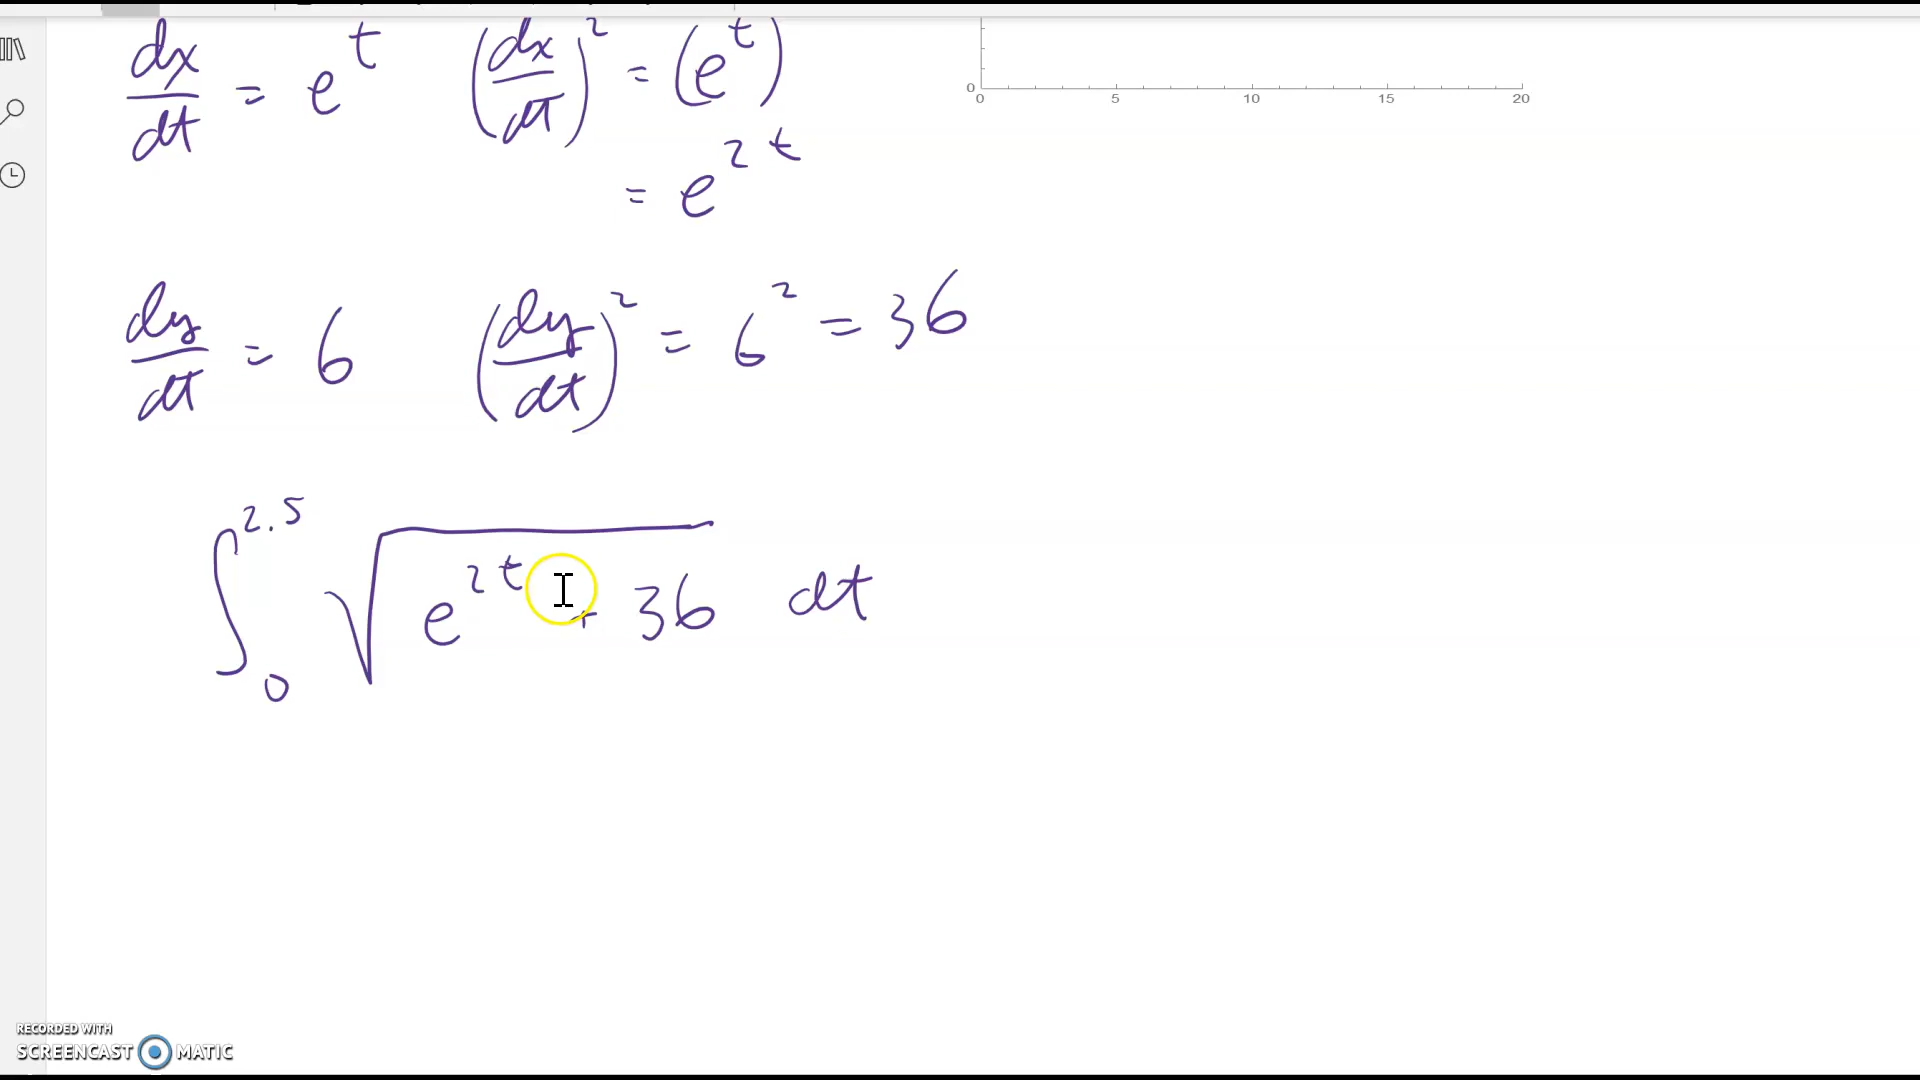 dx/dt = e^t (dx/dt)^2 = (e^t)
= e^2t
dy/dt = 6 (dy/dt)^2 = 6^2 = 36
∫_0^2.5 √(e^2t + 36) dt
0
0 5 10 15 20
RECORDED WITH
SCREENCAST MATIC